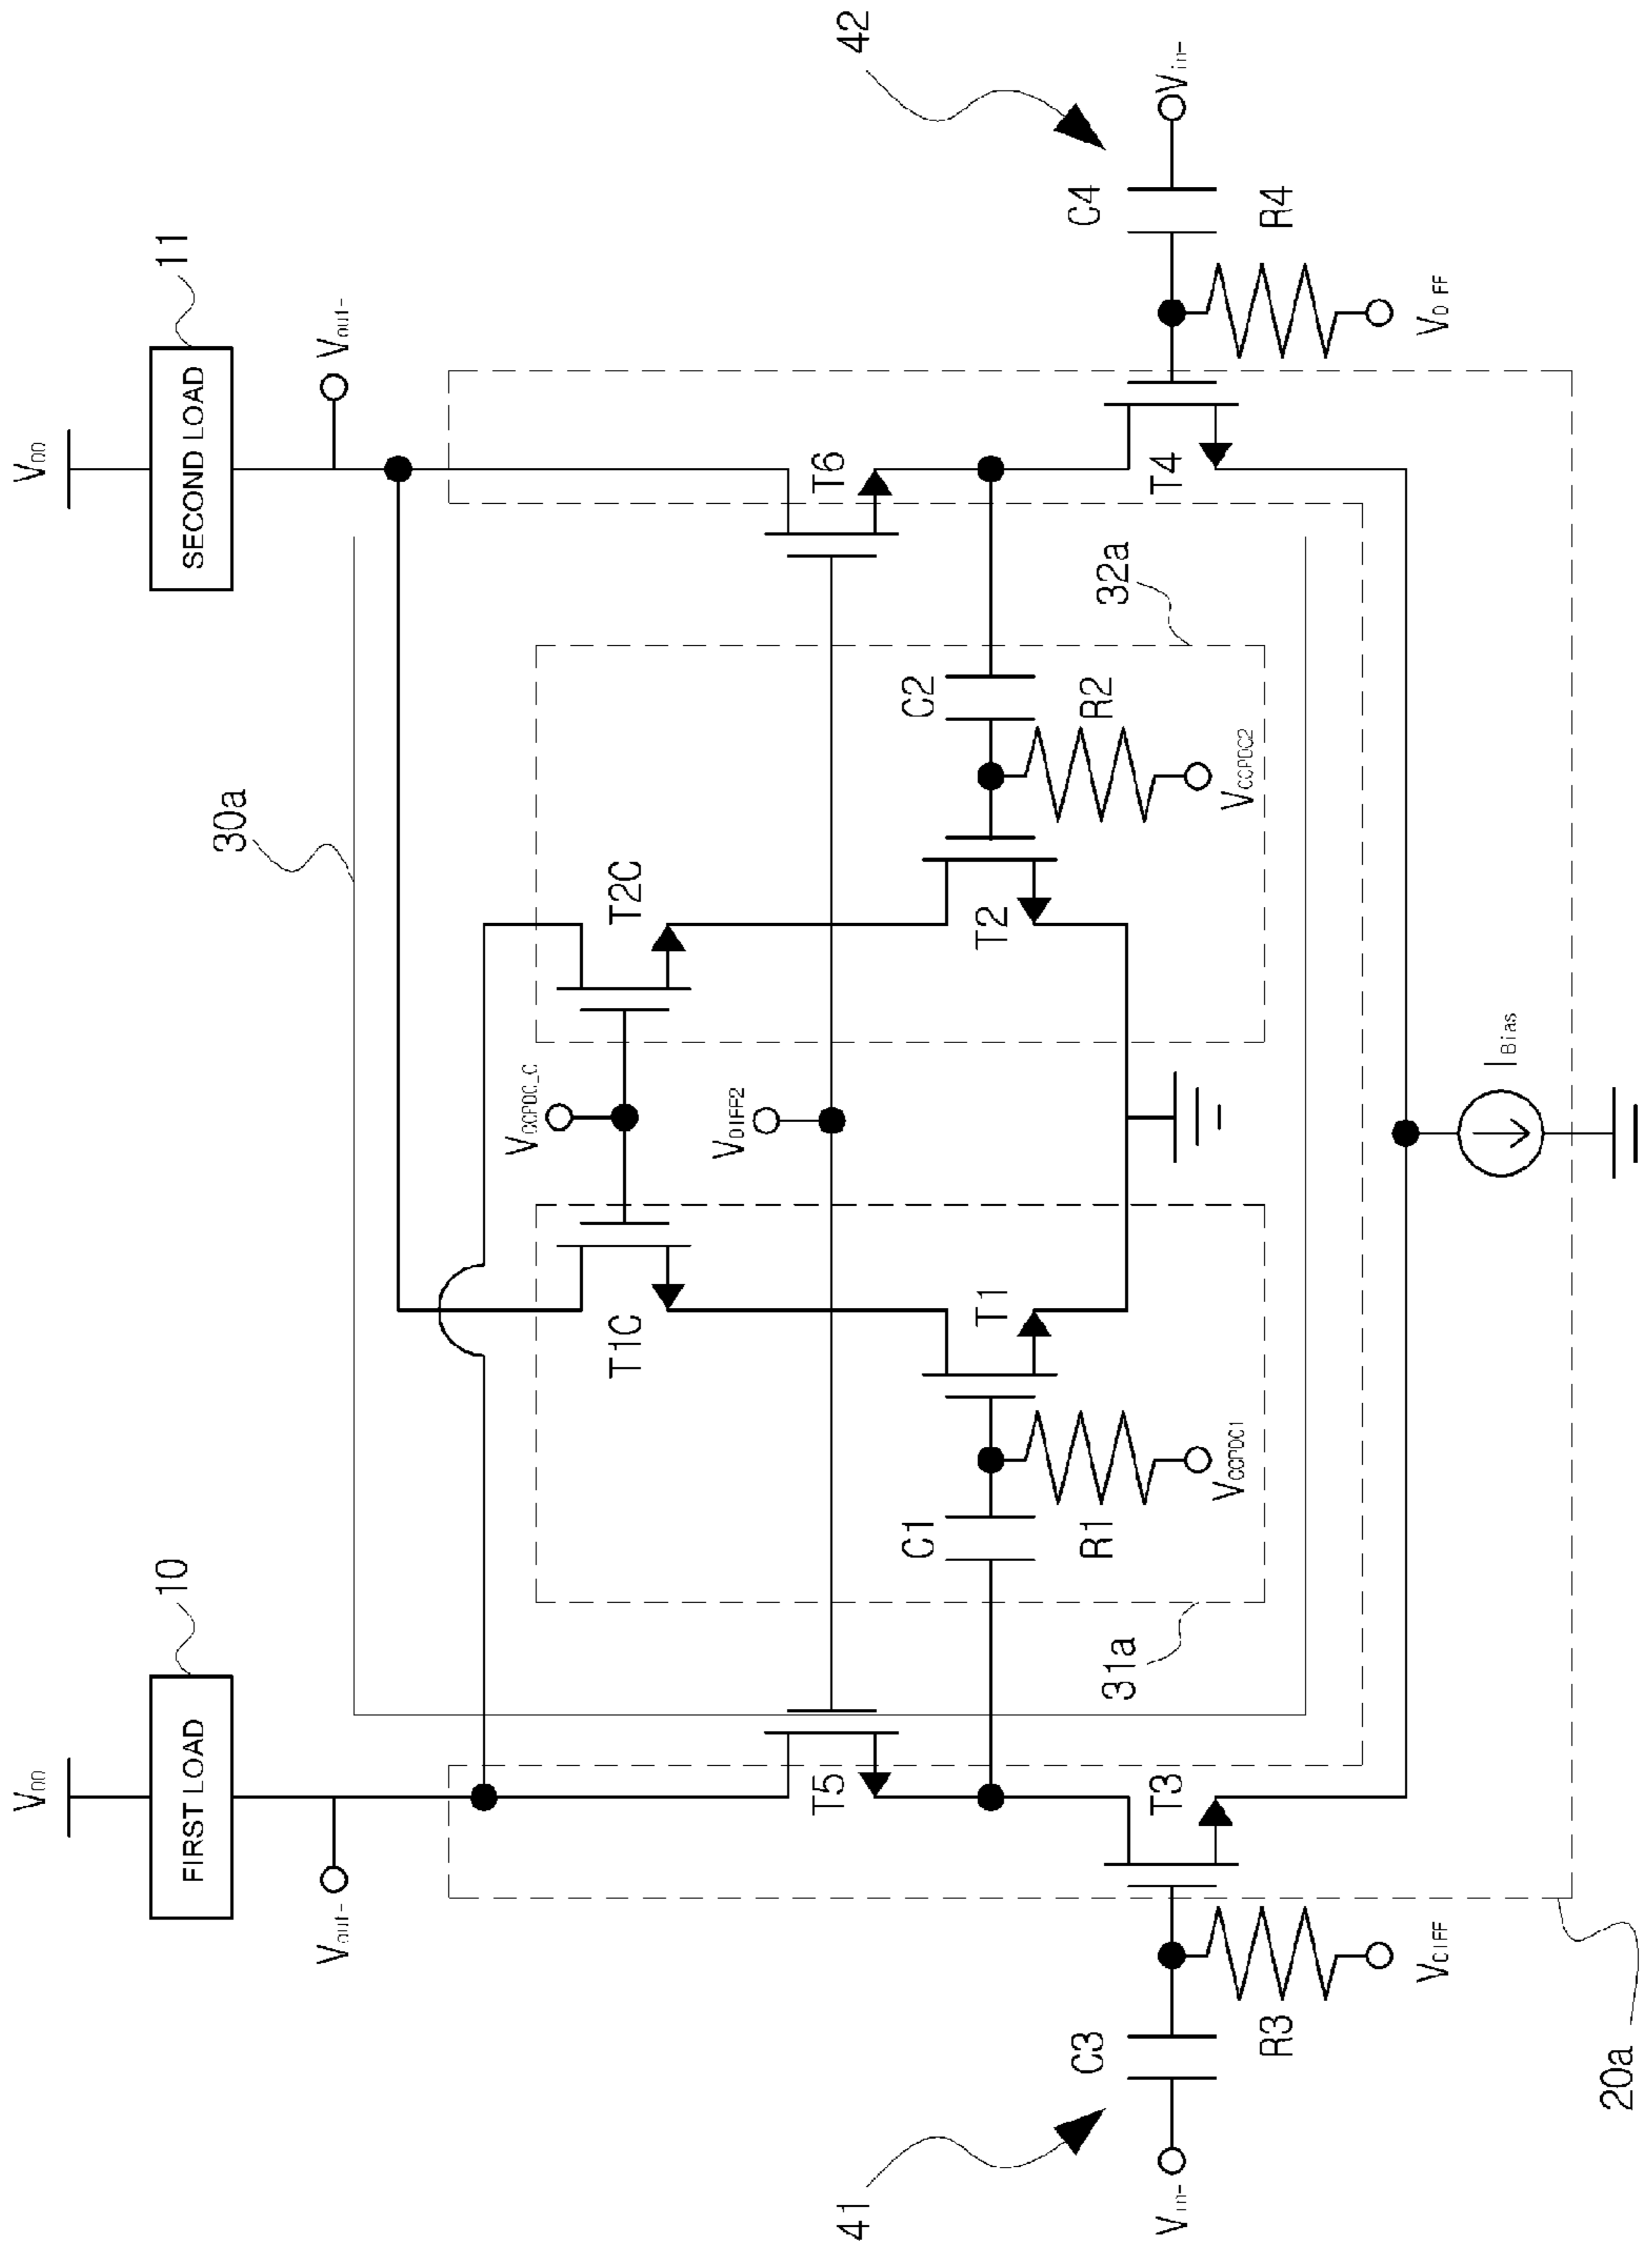 VDD
VDD
FIRST LOAD
10
SECOND LOAD
11
Vout-
Vout-
30a
T1C
VCCPDC_C
T2C
VDIFF2
T5
T6
41
C1
C2
42
T1
T2
R1
R2
31a
32a
VCCPDC1
VCCPDC2
C3
C4
Vin-
T3
T4
Vin-
R3
R4
VCIFF
IBias
20a